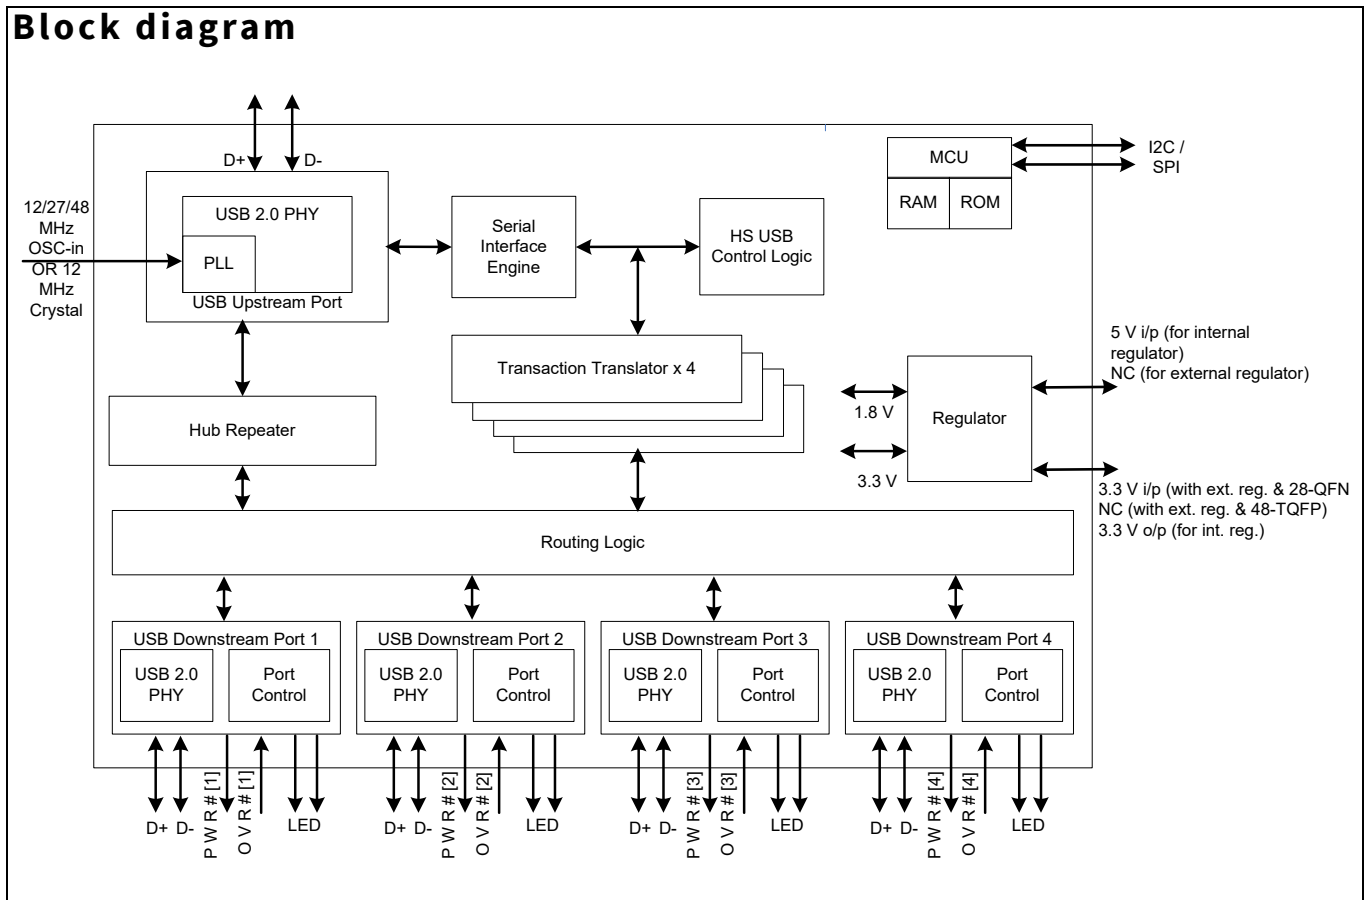 Block diagram
D+
D-
12/27/48
MHz
OSC-in
OR 12
MHz
Crystal
USB 2.0 PHY
PLL
USB Upstream Port
Serial
Interface
Engine
HS USB
Control Logic
MCU
RAM
ROM
I2C /
SPI
Transaction Translator x 4
Hub Repeater
1.8 V
3.3 V
Regulator
5 V i/p (for internal
regulator)
NC (for external regulator)
3.3 V i/p (with ext. reg. & 28-QFN
NC (with ext. reg. & 48-TQFP)
3.3 V o/p (for int. reg.)
Routing Logic
USB Downstream Port 1
USB 2.0
PHY
Port
Control
USB Downstream Port 2
USB 2.0
PHY
Port
Control
USB Downstream Port 3
USB 2.0
PHY
Port
Control
USB Downstream Port 4
USB 2.0
PHY
Port
Control
D+
D-
PWR#[1]
OVR#[1]
LED
D+
D-
PWR#[2]
OVR#[2]
LED
D+
D-
PWR#[3]
OVR#[3]
LED
D+
D-
PWR#[4]
OVR#[4]
LED